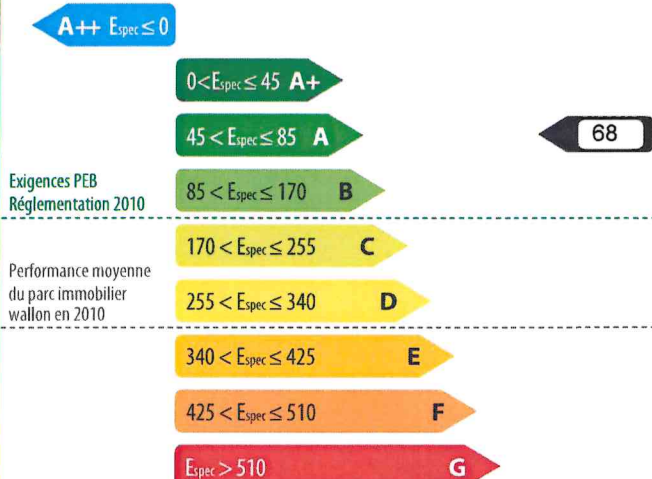 A++ Espec ≤ 0
0<Espec ≤ 45 A+
45 < Espec ≤ 85 A
68
Exigences PEB
Réglementation 2010
85 < Espec ≤ 170 B
170 < Espec ≤ 255 C
Performance moyenne
du parc immobilier
wallon en 2010
255 < Espec ≤ 340 D
340 < Espec ≤ 425 E
425 < Espec ≤ 510 F
Espec > 510 G